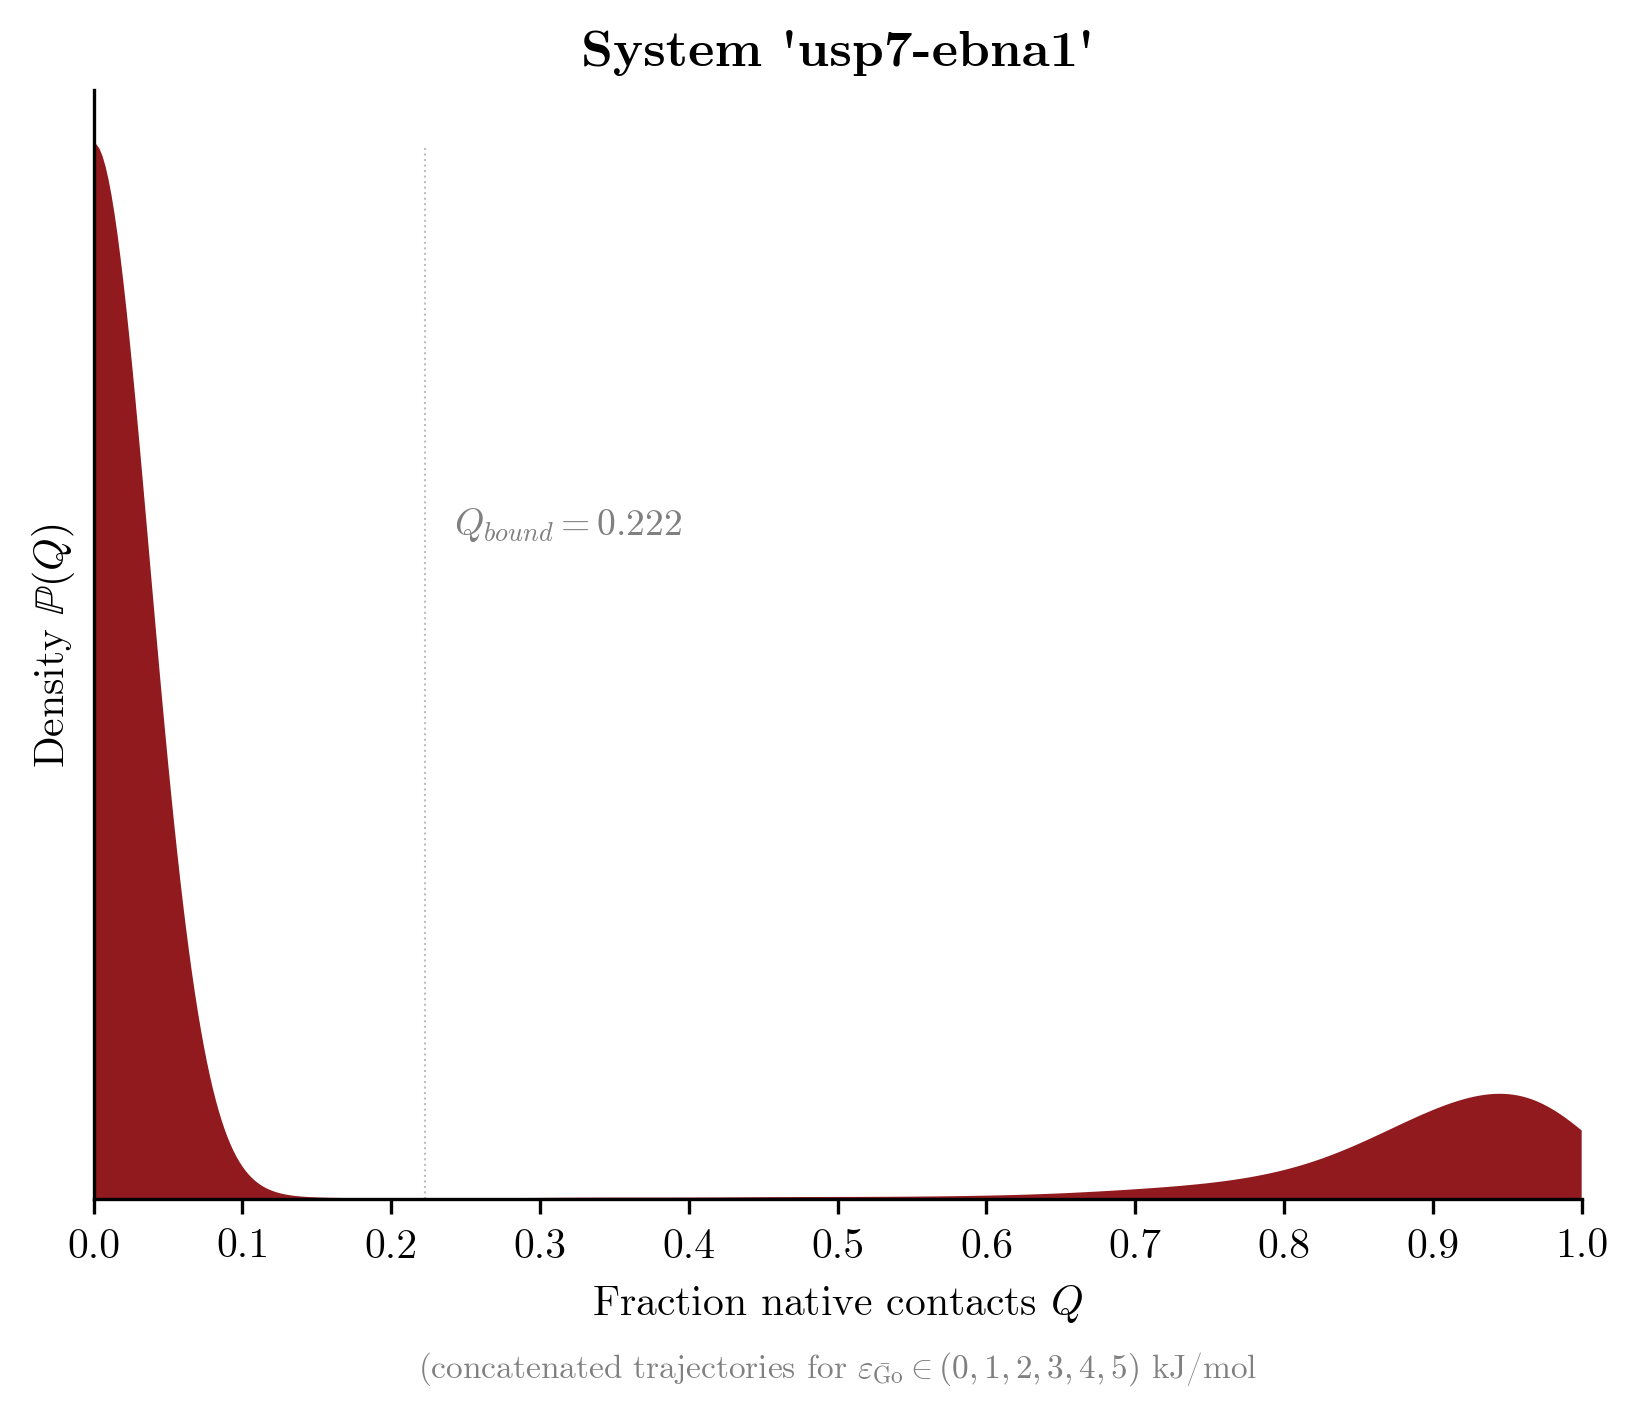 System 'usp7-ebna1'
Density ℙ(Q)
Q_bound = 0.222
0.0 0.1 0.2 0.3 0.4 0.5 0.6 0.7 0.8 0.9 1.0
Fraction native contacts Q
(concatenated trajectories for ε_Ḡo ∈ (0, 1, 2, 3, 4, 5) kJ/mol